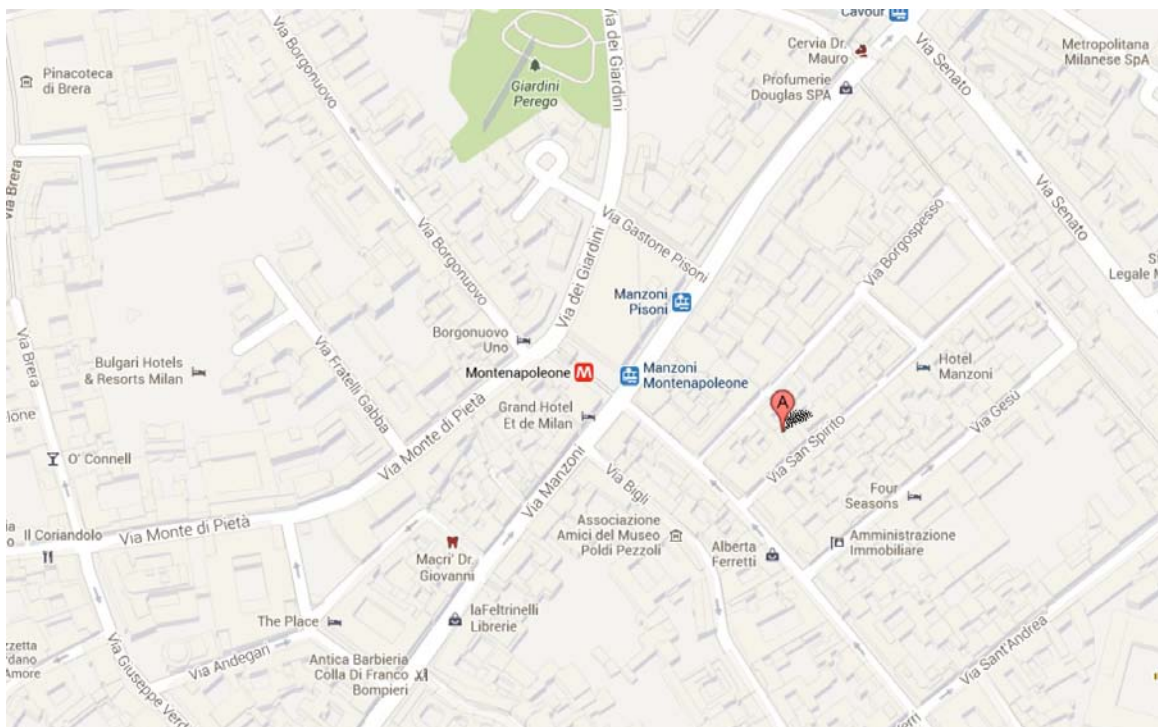 Cavour
Via Borgonuovo
Via dei Giardini
Cervia Dr.
Mauro
Via Senato
Metropolitana
Milanese SpA
Pinacoteca
di Brera
Giardini
Perego
Profumerie
Douglas SPA
Via Brera
Via Senato
Via Gastone Pisoni
Via Borgospesso
Via Borgonuovo
Via dei Giardini
Legale M
Manzoni
Pisoni
Borgonuovo
Uno
Via Brera
Via Fratelli Gabba
Bulgari Hotels
& Resorts Milan
Montenapoleone
M
Manzoni
Montenapoleone
Hotel
Manzoni
A
Via Gesù
Grand Hotel
Et de Milan
Via Monte di Pietà
Via San Spirito
O' Connell
Via Manzoni
Via Bigli
Four
Seasons
Il Coriandolo
Via Monte di Pietà
Associazione
Amici del Museo
Poldi Pezzoli
Alberta
Ferretti
Amministrazione
Immobiliare
Macri' Dr.
Giovanni
laFeltrinelli
Librerie
The Place
Via Andegari
Antica Barbieria
Colla Di Franco
Bompieri
Via Sant'Andrea
Via Giuseppe Verd
Amore